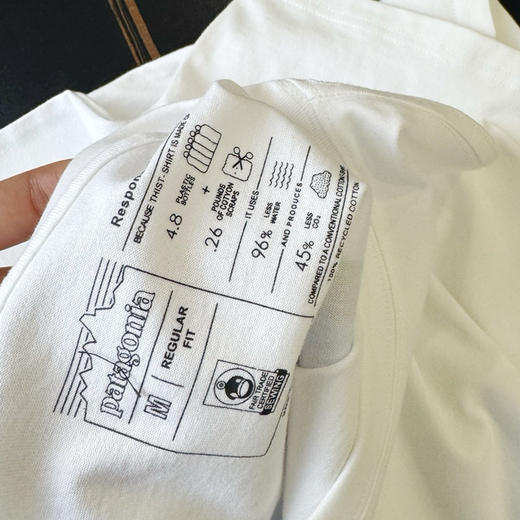 Respon
BECAUSE THIS T-SHIRT IS MADE O
4.8 PLASTIC BOTTLES
+
.26 POUNDS OF COTTON SCRAPS
IT USES
96% LESS WATER
AND PRODUCES
45% LESS CO2
COMPARED TO A CONVENTIONAL COTTON
100% RECYCLED COTTON
patagonia
M
REGULAR
FIT
FAIR TRADE
CERTIFIED
SEWING